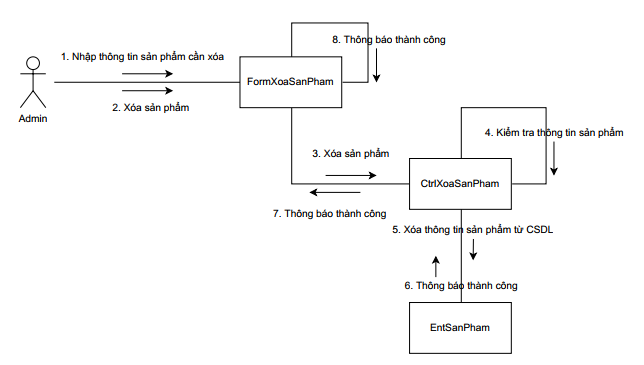 8. Thông báo thành công
1. Nhập thông tin sản phẩm cần xóa
FormXoaSanPham
2. Xóa sản phẩm
Admin
4. Kiểm tra thông tin sản phẩm
3. Xóa sản phẩm
CtrlXoaSanPham
7. Thông báo thành công
5. Xóa thông tin sản phẩm từ CSDL
6. Thông báo thành công
EntSanPham